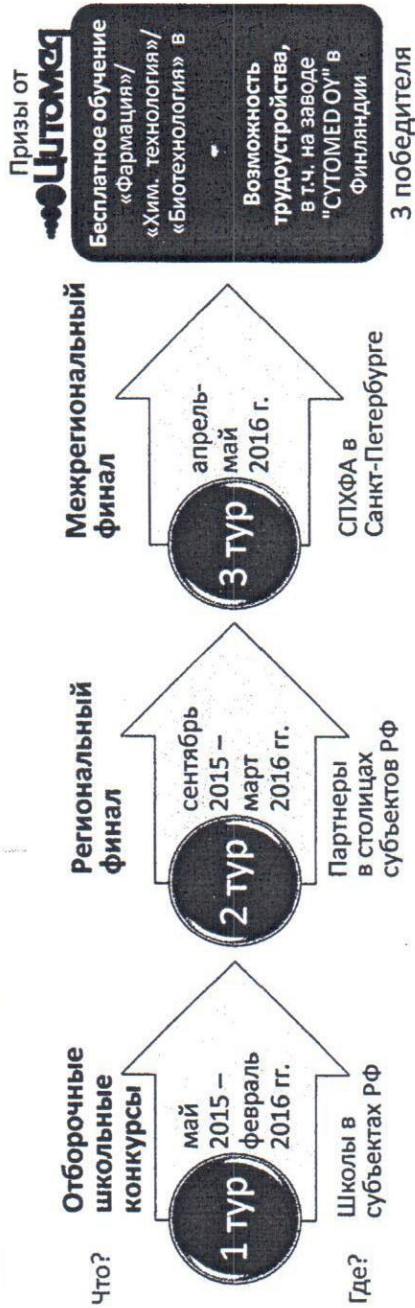 Что?
Отборочные
школьные
конкурсы
1 тур
май
2015 –
февраль
2016 гг.
Где?
Школы в
субъектах РФ
Региональный
финал
2 тур
сентябрь
2015 –
март
2016 гг.
Партнеры
в столицах
субъектов РФ
Межрегиональный
финал
3 тур
апрель-
май
2016 г.
СПХФА в
Санкт-Петербурге
Призы от
Цитомед
Бесплатное обучение
«Фармация»/
«Хим. технология»/
«Биотехнология» в
-
Возможность
трудоустройства,
в т.ч. на заводе
"CYTOMED OY" в
Финляндии
3 победителя